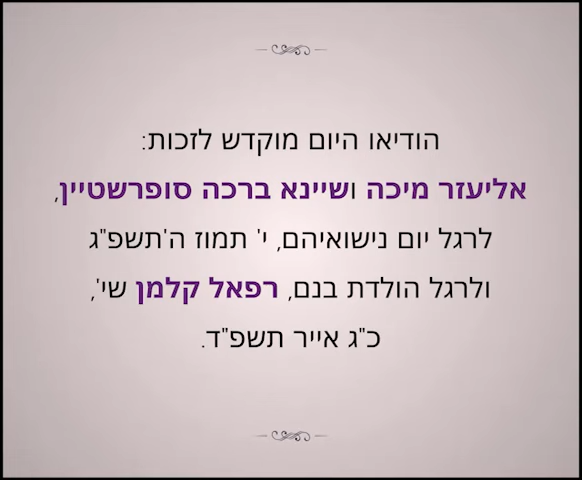 הודיאו היום מוקדש לזכות:
אליעזר מיכה ושיינא ברכה סופרשטיין,
לרגל יום נישואיהם, י' תמוז ה'תשפ"ג
ולרגל הולדת בנם, רפאל קלמן שי',
כ"ג אייר תשפ"ד.